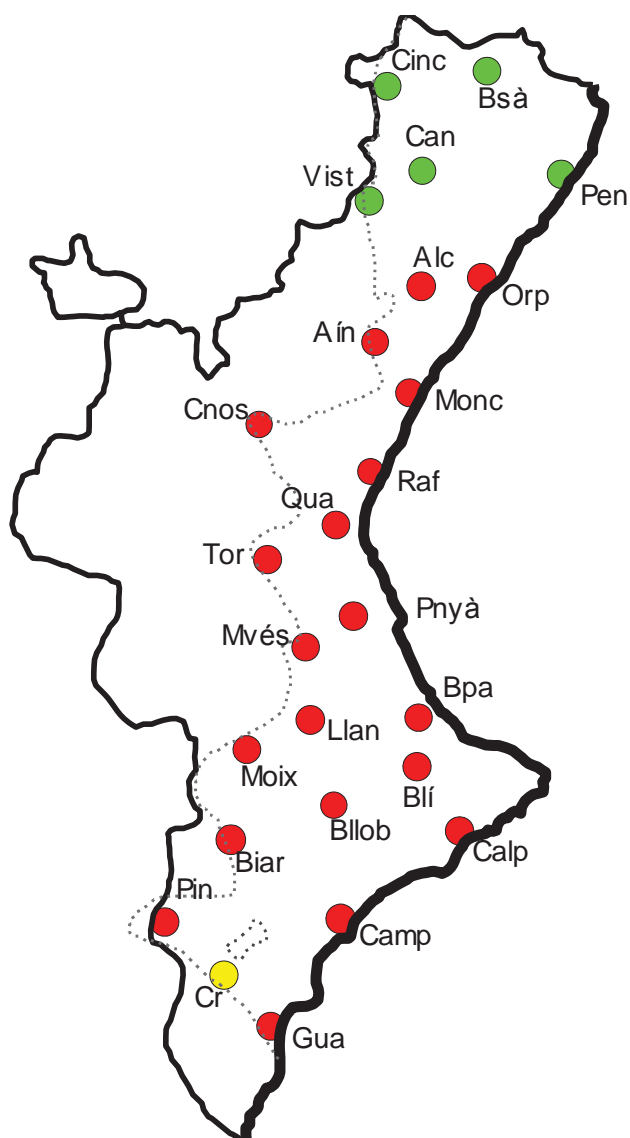 Cinc
Bsà
Can
Vist
Pen
Alc
Orp
Aín
Monc
Cnos
Raf
Qua
Tor
Pnyà
Mvés
Bpa
Llan
Moix
Blí
Bllob
Calp
Biar
Pin
Camp
Cr
Gua